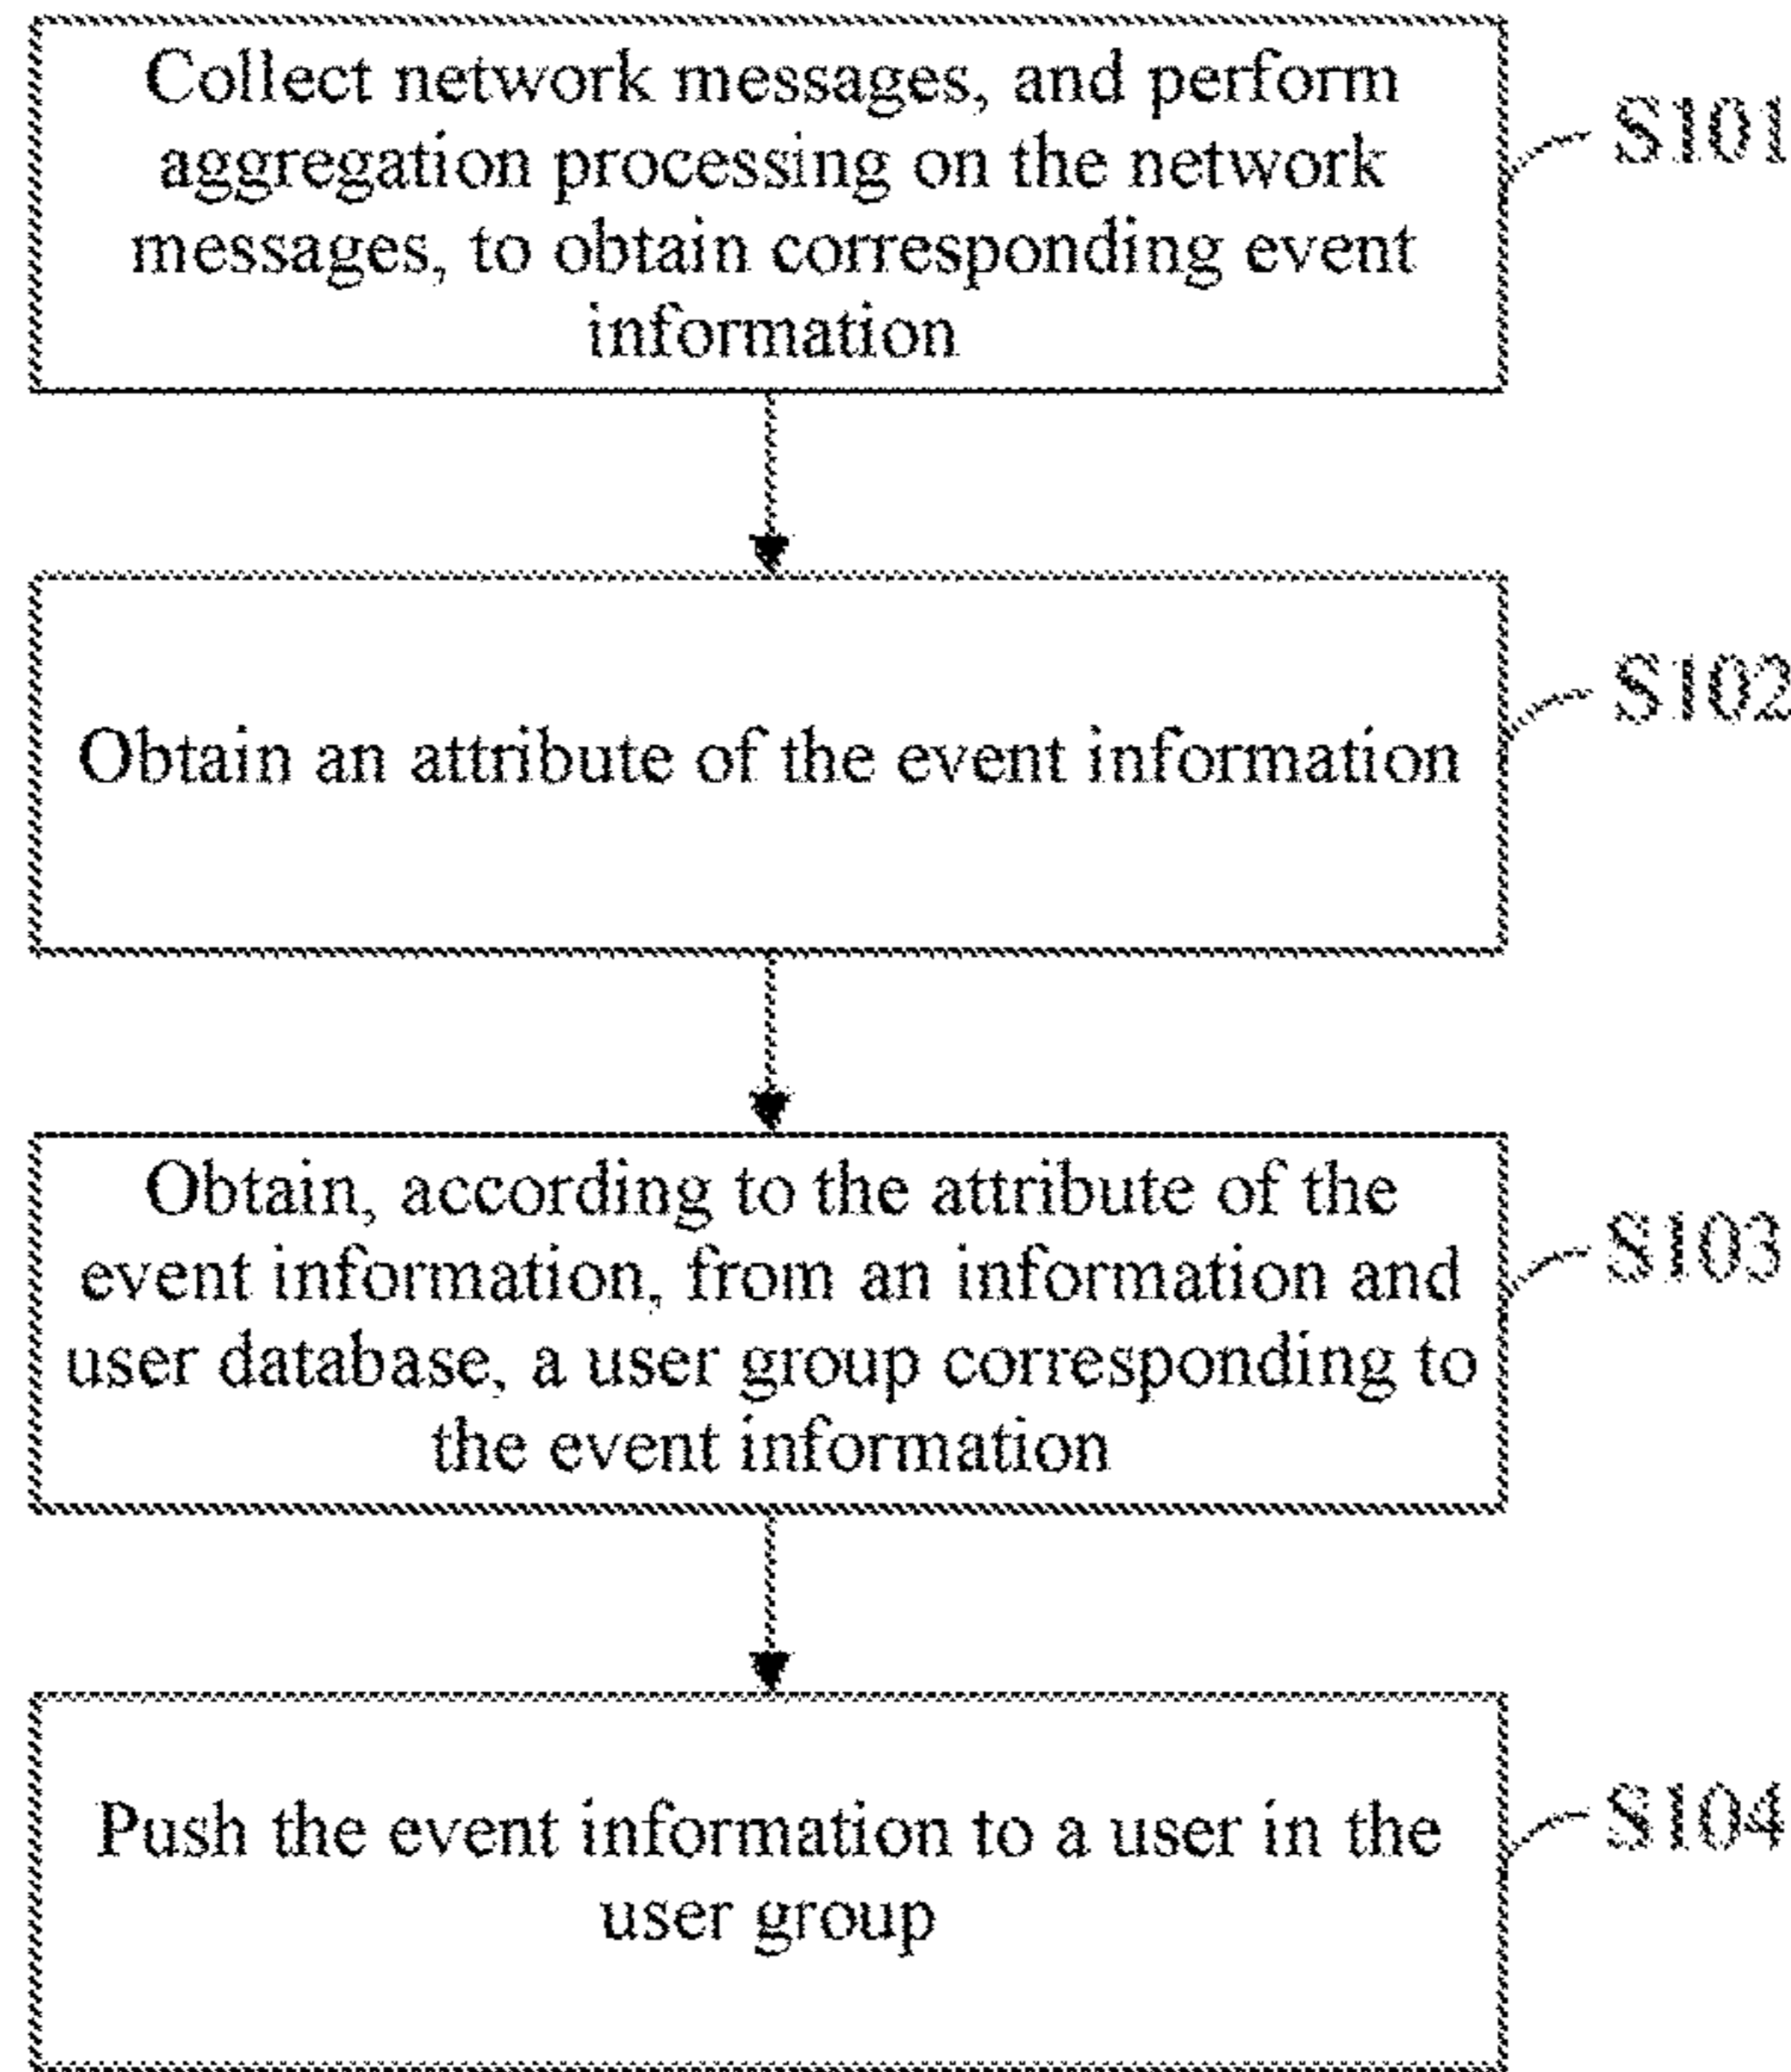 Collect network messages, and perform
aggregation processing on the network
messages, to obtain corresponding event
information
S101
Obtain an attribute of the event information
S102
Obtain, according to the attribute of the
event information, from an information and
user database, a user group corresponding to
the event information
S103
Push the event information to a user in the
user group
S104